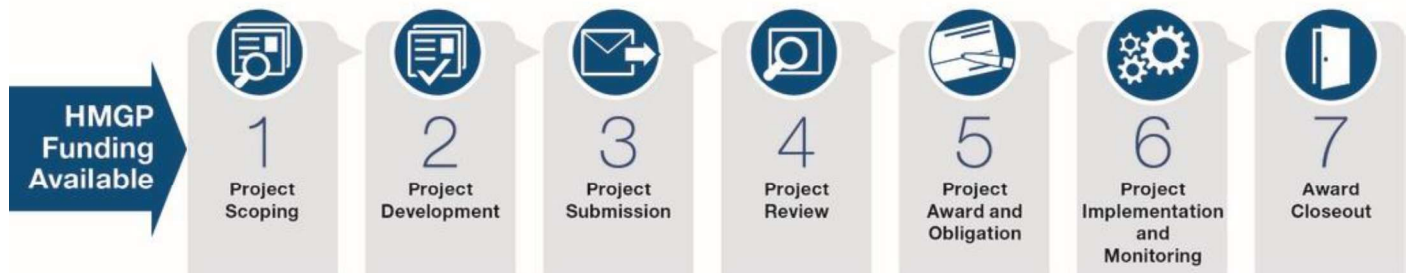 HMGP
Funding
Available
1
Project
Scoping
2
Project
Development
3
Project
Submission
4
Project
Review
5
Project
Award and
Obligation
6
Project
Implementation
and
Monitoring
7
Award
Closeout